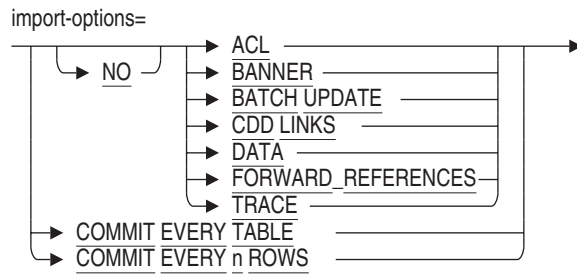 import-options=
NO
ACL
BANNER
BATCH UPDATE
CDD LINKS
DATA
FORWARD_REFERENCES
TRACE
COMMIT EVERY TABLE
COMMIT EVERY n ROWS